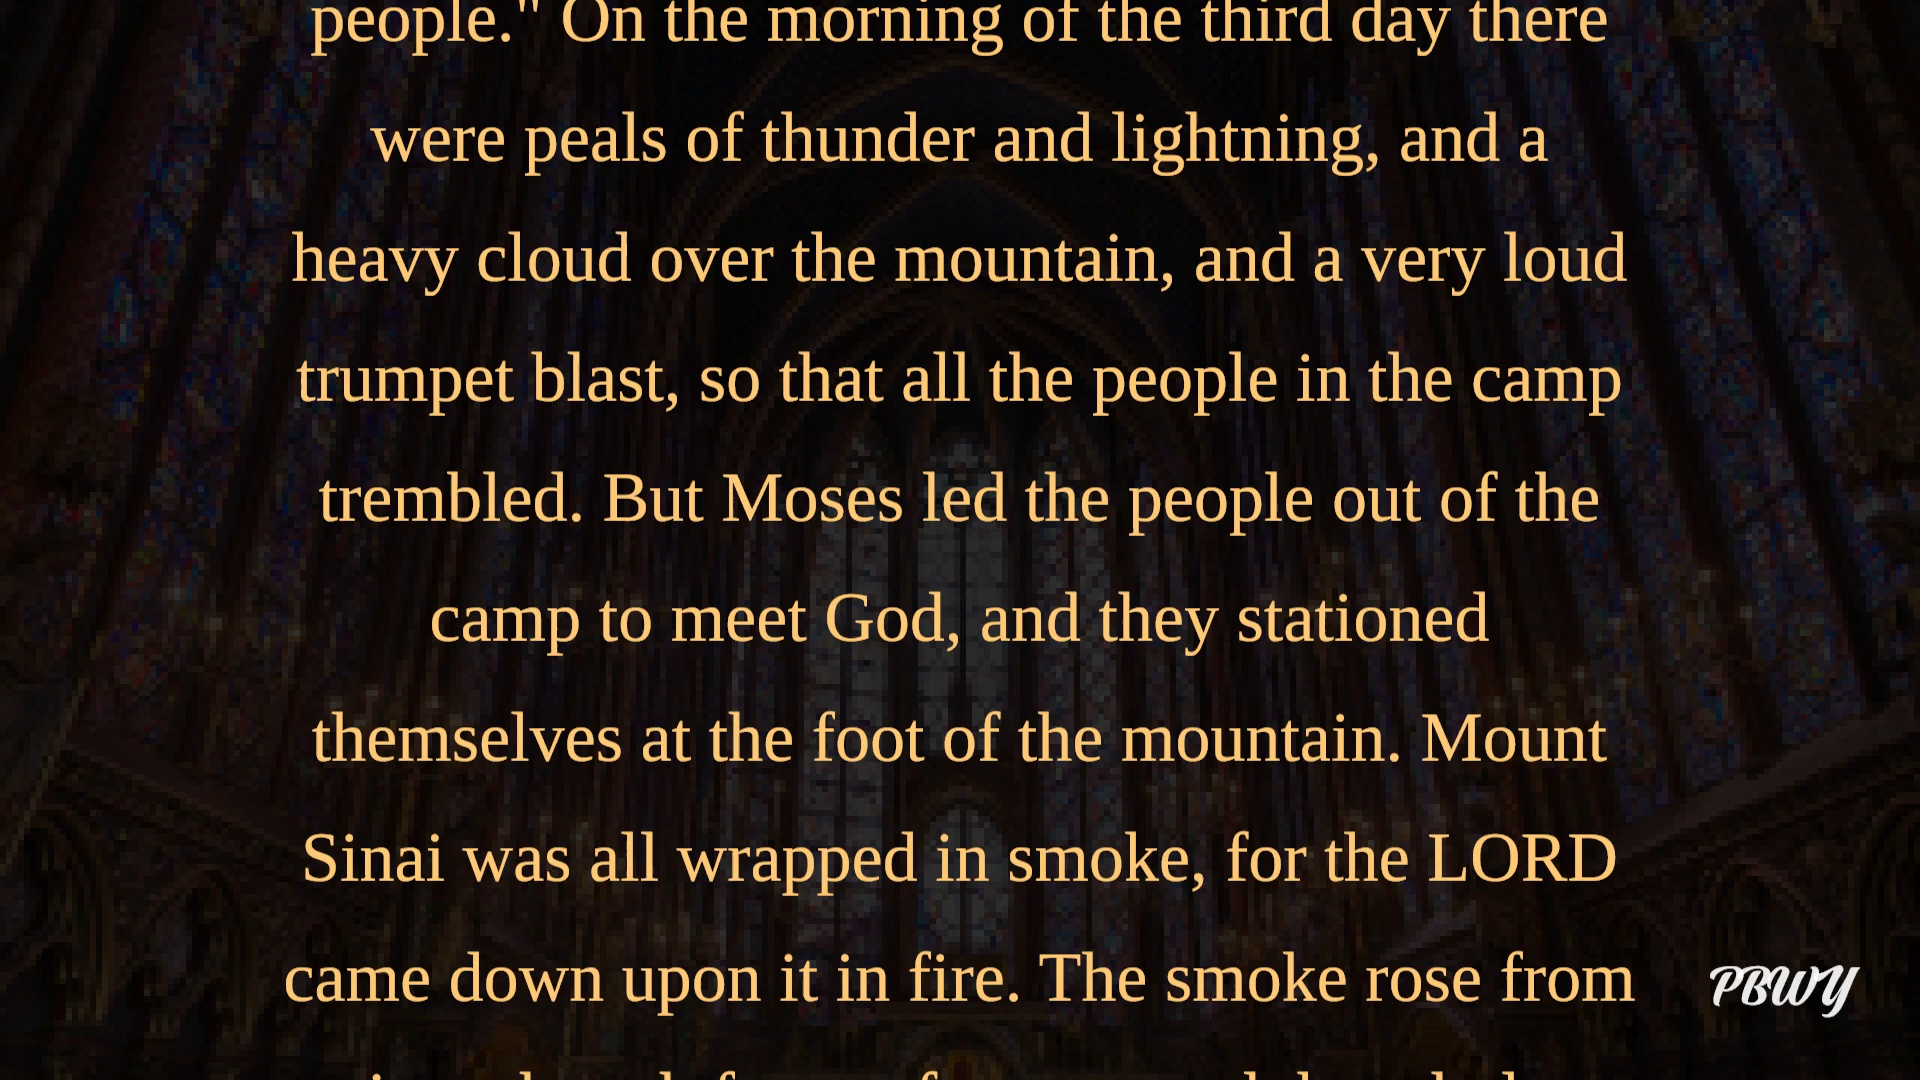 people." On the morning of the third day there
were peals of thunder and lightning, and a
heavy cloud over the mountain, and a very loud
trumpet blast, so that all the people in the camp
trembled. But Moses led the people out of the
camp to meet God, and they stationed
themselves at the foot of the mountain. Mount
Sinai was all wrapped in smoke, for the LORD
came down upon it in fire. The smoke rose from
PBWY